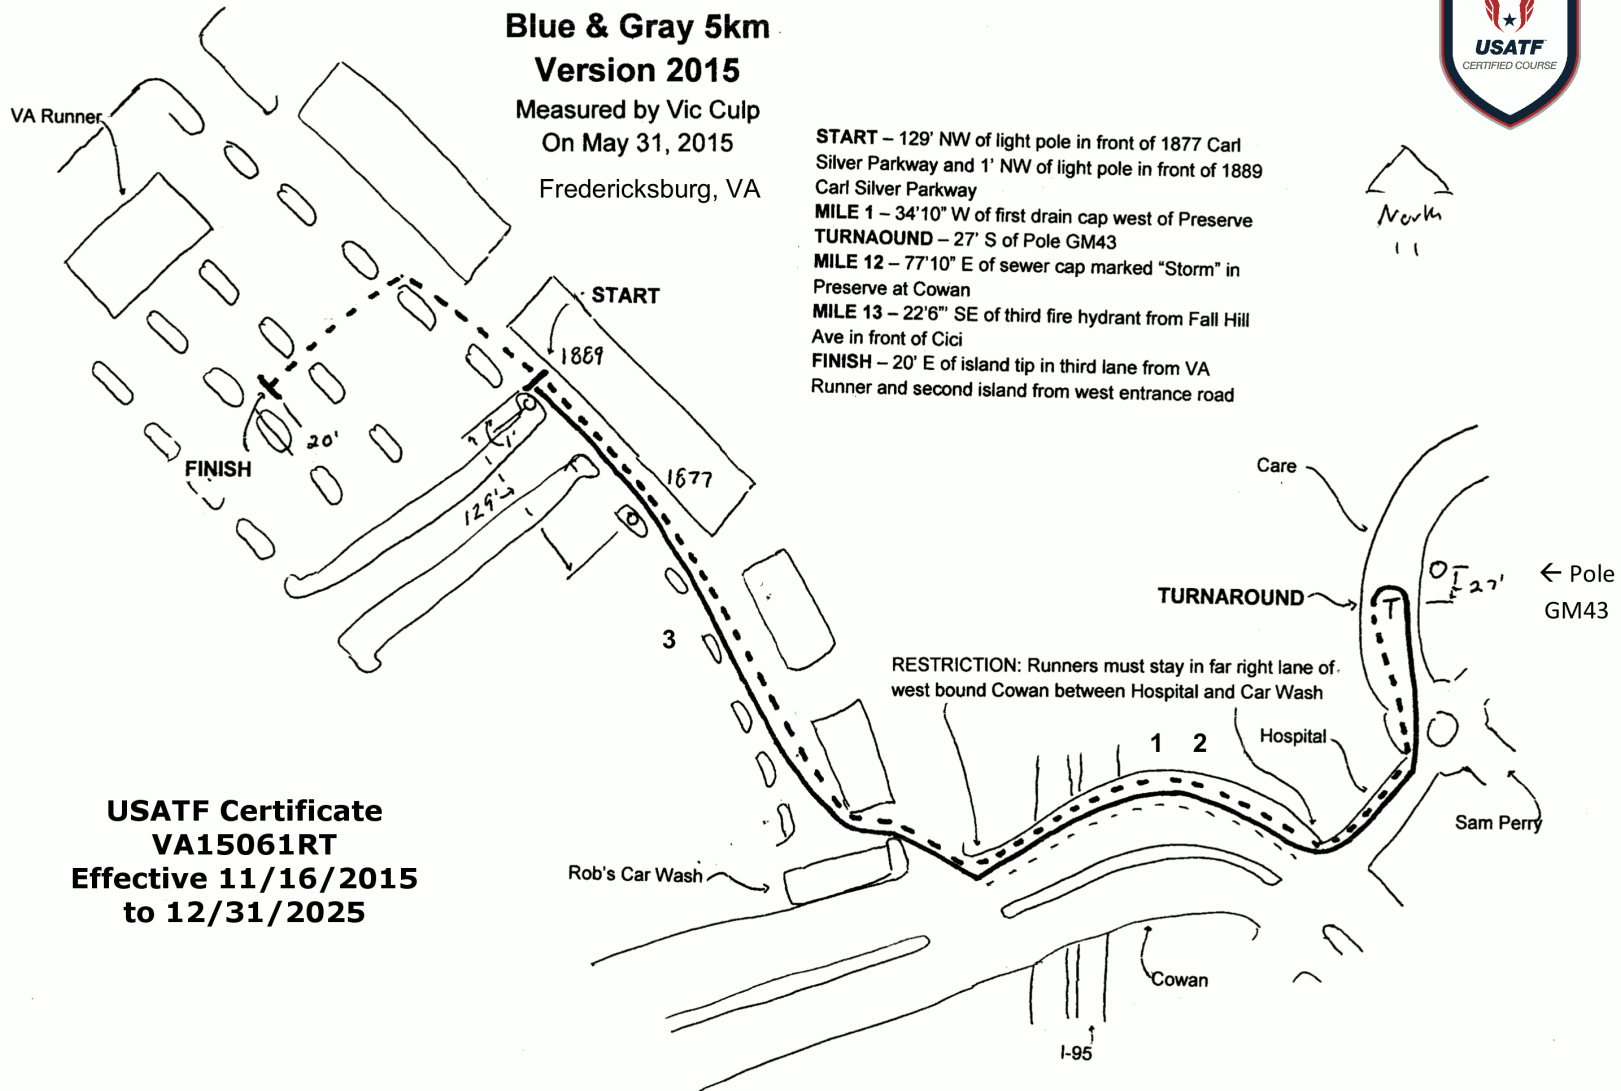 Blue & Gray 5km
Version 2015
Measured by Vic Culp
On May 31, 2015
Fredericksburg, VA
USATF
CERTIFIED COURSE
START – 129' NW of light pole in front of 1877 Carl
Silver Parkway and 1' NW of light pole in front of 1889
Carl Silver Parkway
MILE 1 – 34'10" W of first drain cap west of Preserve
TURNAOUND – 27' S of Pole GM43
MILE 12 – 77'10" E of sewer cap marked "Storm" in
Preserve at Cowan
MILE 13 – 22'6"' SE of third fire hydrant from Fall Hill
Ave in front of Cici
FINISH – 20' E of island tip in third lane from VA
Runner and second island from west entrance road
North
VA Runner
START
1889
1'
20'
FINISH
1877
129'
Care
TURNAROUND
T
27'
← Pole
GM43
3
RESTRICTION: Runners must stay in far right lane of
west bound Cowan between Hospital and Car Wash
1 2
Hospital
Sam Perry
USATF Certificate
VA15061RT
Effective 11/16/2015
to 12/31/2025
Rob's Car Wash
Cowan
I-95